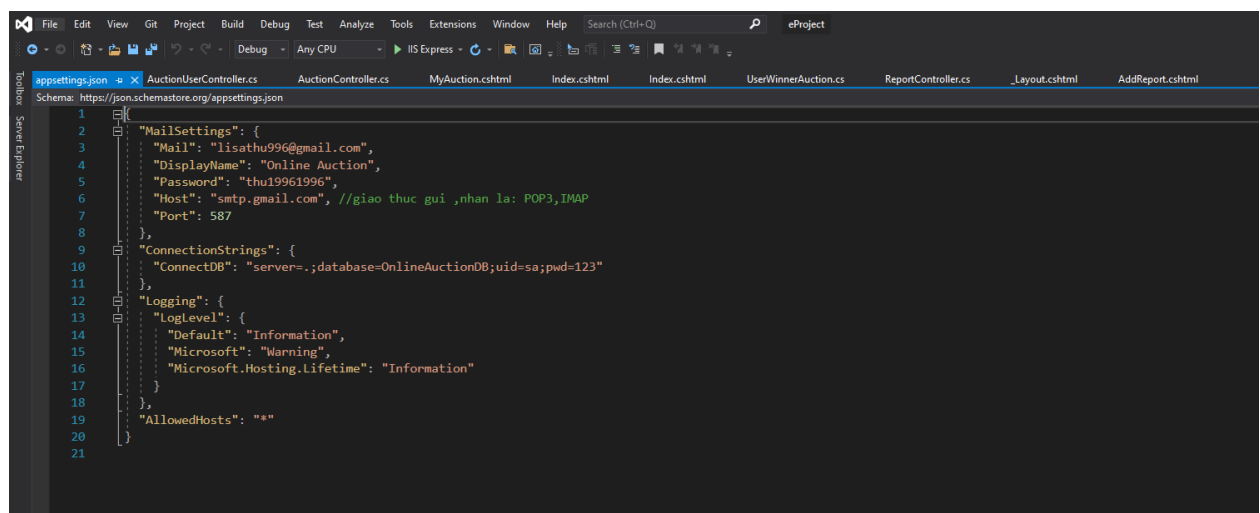 File Edit View Git Project Build Debug Test Analyze Tools Extensions Window Help Search (Ctrl+Q) eProject
Debug Any CPU IIS Express
appsettings.json AuctionUserController.cs AuctionController.cs MyAuction.cshtml Index.cshtml Index.cshtml UserWinnerAuction.cs ReportController.cs _Layout.cshtml AddReport.cshtml
Schema: https://json.schemastore.org/appsettings.json
Toolbox
Server Explorer
1 {
2 "MailSettings": {
3 "Mail": "lisathu996@gmail.com",
4 "DisplayName": "Online Auction",
5 "Password": "thu19961996",
6 "Host": "smtp.gmail.com", //giao thuc gui ,nhan la: POP3,IMAP
7 "Port": 587
8 },
9 "ConnectionStrings": {
10 "ConnectDB": "server=.;database=OnlineAuctionDB;uid=sa;pwd=123"
11 },
12 "Logging": {
13 "LogLevel": {
14 "Default": "Information",
15 "Microsoft": "Warning",
16 "Microsoft.Hosting.Lifetime": "Information"
17 }
18 },
19 "AllowedHosts": "*"
20 }
21